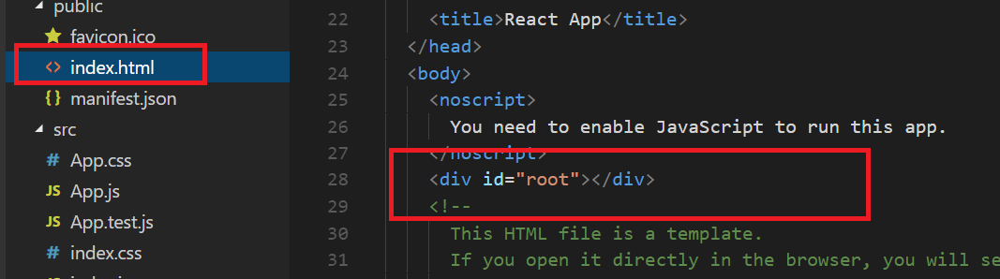 public
favicon.ico
index.html
{} manifest.json
src
# App.css
JS App.js
JS App.test.js
# index.css
JS
22 <title>React App</title>
23 </head>
24 <body>
25 <noscript>
26 You need to enable JavaScript to run this app.
27 </noscript>
28 <div id="root"></div>
29 <!--
30 This HTML file is a template.
31 If you open it directly in the browser, you will se